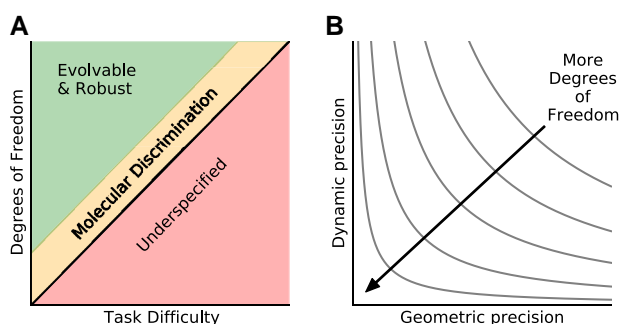 A
Evolvable
& Robust
Molecular Discrimination
Underspecified
Degrees of Freedom
Task Difficulty
B
More
Degrees
of
Freedom
Dynamic precision
Geometric precision